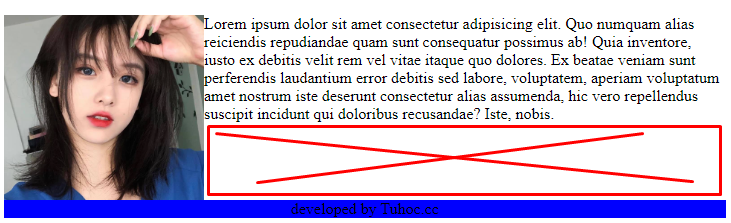 Lorem ipsum dolor sit amet consectetur adipisicing elit. Quo numquam alias
reiciendis repudiandae quam sunt consequatur possimus ab! Quia inventore,
iusto ex debitis velit rem vel vitae itaque quo dolores. Ex beatae veniam sunt
perferendis laudantium error debitis sed labore, voluptatem, aperiam voluptatum
amet nostrum iste deserunt consectetur alias assumenda, hic vero repellendus
suscipit incidunt qui doloribus recusandae? Iste, nobis.
developed by